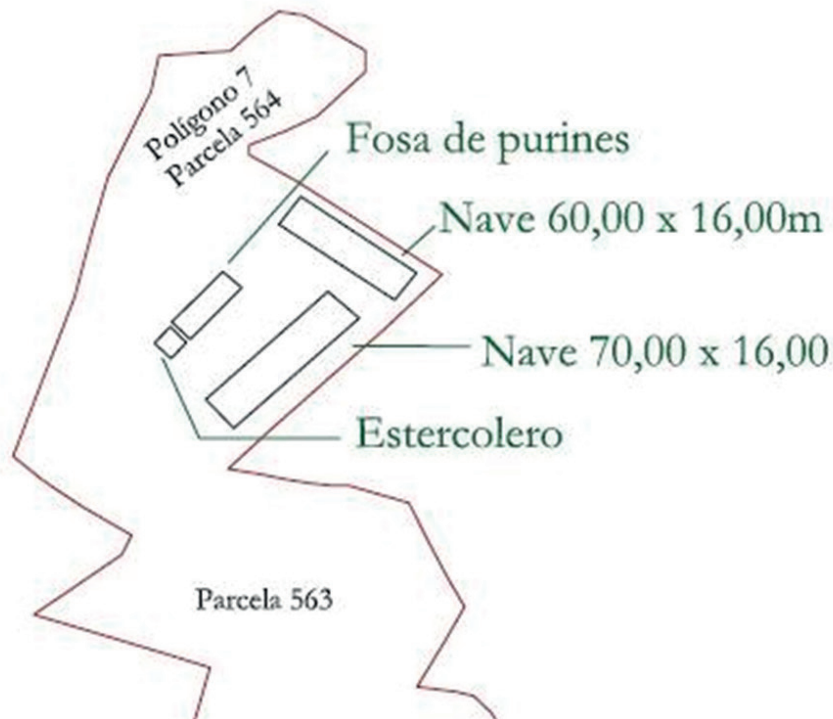 Polígono 7
Parcela 564
Fosa de purines
Nave 60,00 x 16,00m
Nave 70,00 x 16,00
Estercolero
Parcela 563